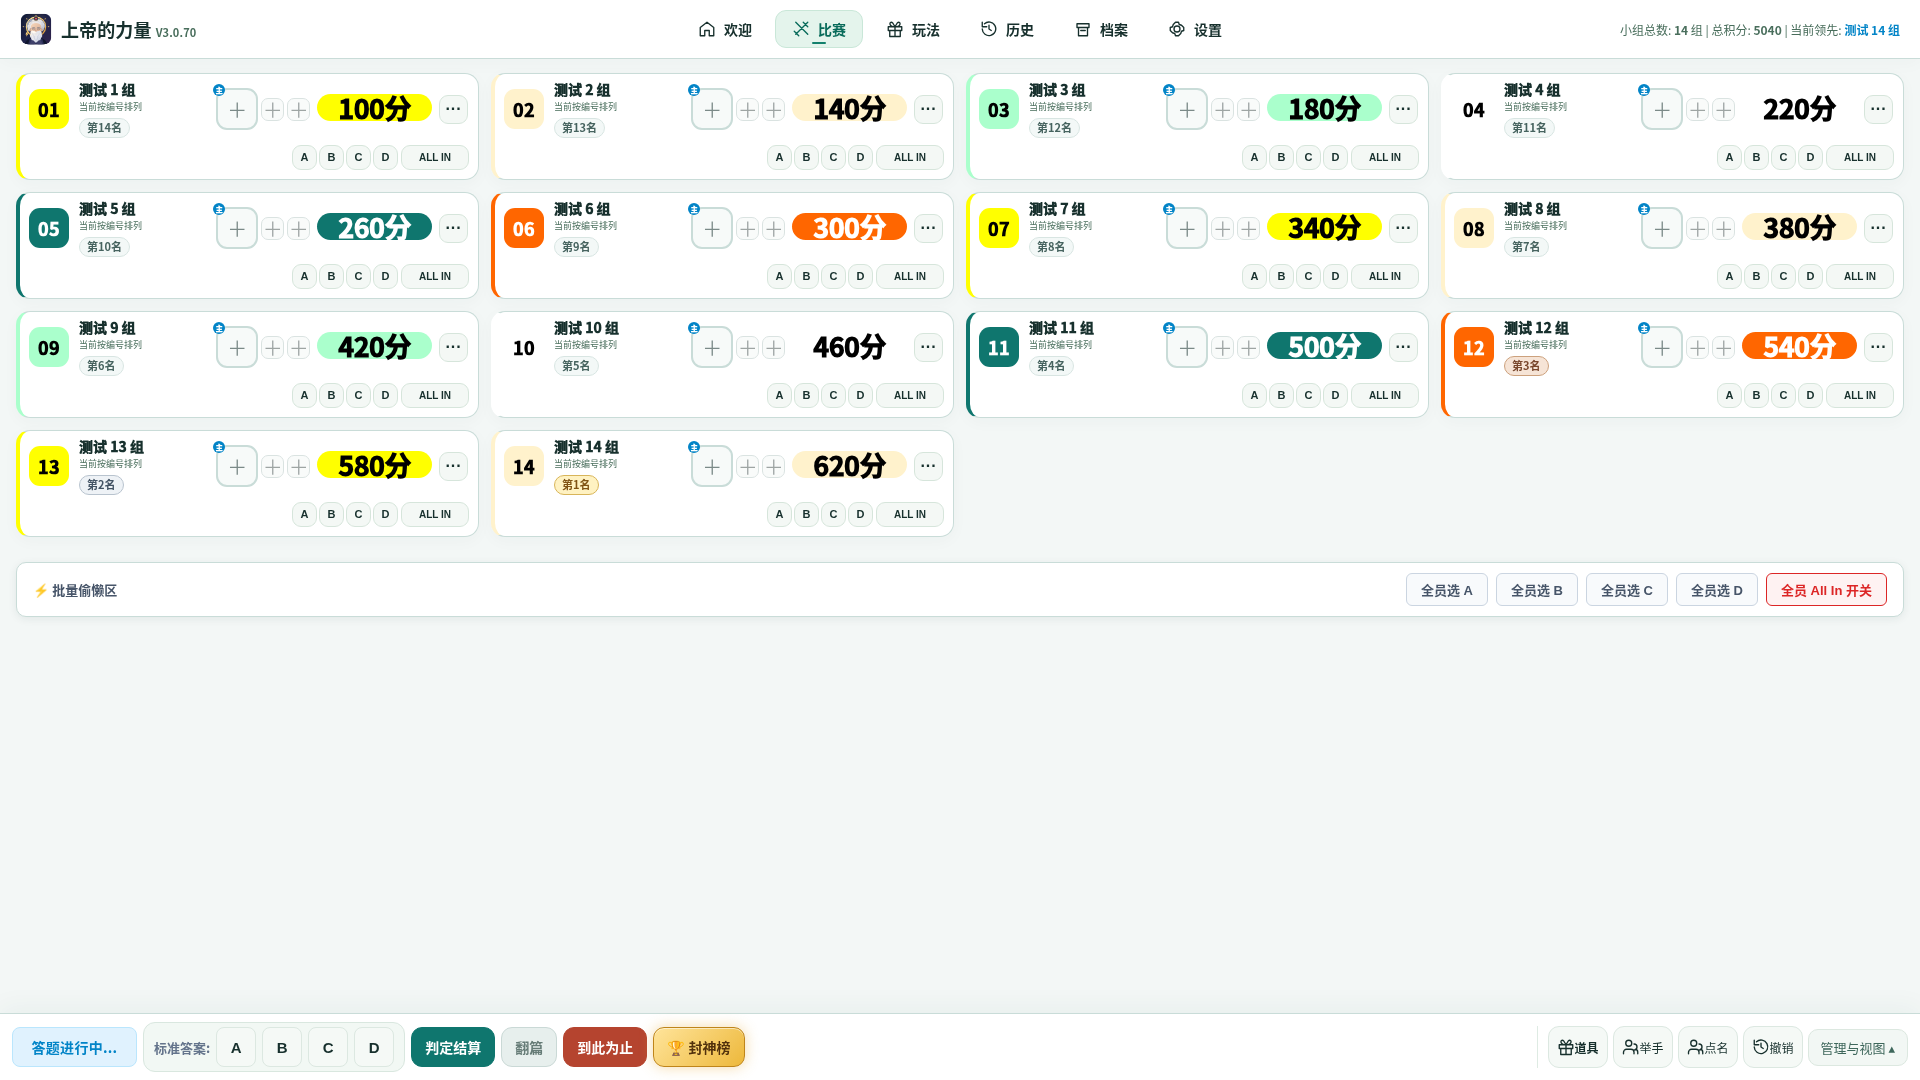 上帝的力量 V3.0.70
欢迎
比赛
玩法
历史
档案
设置
小组总数: 14 组 | 总积分: 5040 | 当前领先: 测试 14 组
01
测试 1 组
当前按编号排列
第14名
主
100分
A B C D ALL IN
02
测试 2 组
当前按编号排列
第13名
主
140分
A B C D ALL IN
03
测试 3 组
当前按编号排列
第12名
主
180分
A B C D ALL IN
04
测试 4 组
当前按编号排列
第11名
主
220分
A B C D ALL IN
05
测试 5 组
当前按编号排列
第10名
主
260分
A B C D ALL IN
06
测试 6 组
当前按编号排列
第9名
主
300分
A B C D ALL IN
07
测试 7 组
当前按编号排列
第8名
主
340分
A B C D ALL IN
08
测试 8 组
当前按编号排列
第7名
主
380分
A B C D ALL IN
09
测试 9 组
当前按编号排列
第6名
主
420分
A B C D ALL IN
10
测试 10 组
当前按编号排列
第5名
主
460分
A B C D ALL IN
11
测试 11 组
当前按编号排列
第4名
主
500分
A B C D ALL IN
12
测试 12 组
当前按编号排列
第3名
主
540分
A B C D ALL IN
13
测试 13 组
当前按编号排列
第2名
主
580分
A B C D ALL IN
14
测试 14 组
当前按编号排列
第1名
主
620分
A B C D ALL IN
⚡ 批量偷懒区
全员选 A
全员选 B
全员选 C
全员选 D
全员 All In 开关
答题进行中...
标准答案: A B C D
判定结算
翻篇
到此为止
🏆 封神榜
道具
举手
点名
撤销
管理与视图 ▴